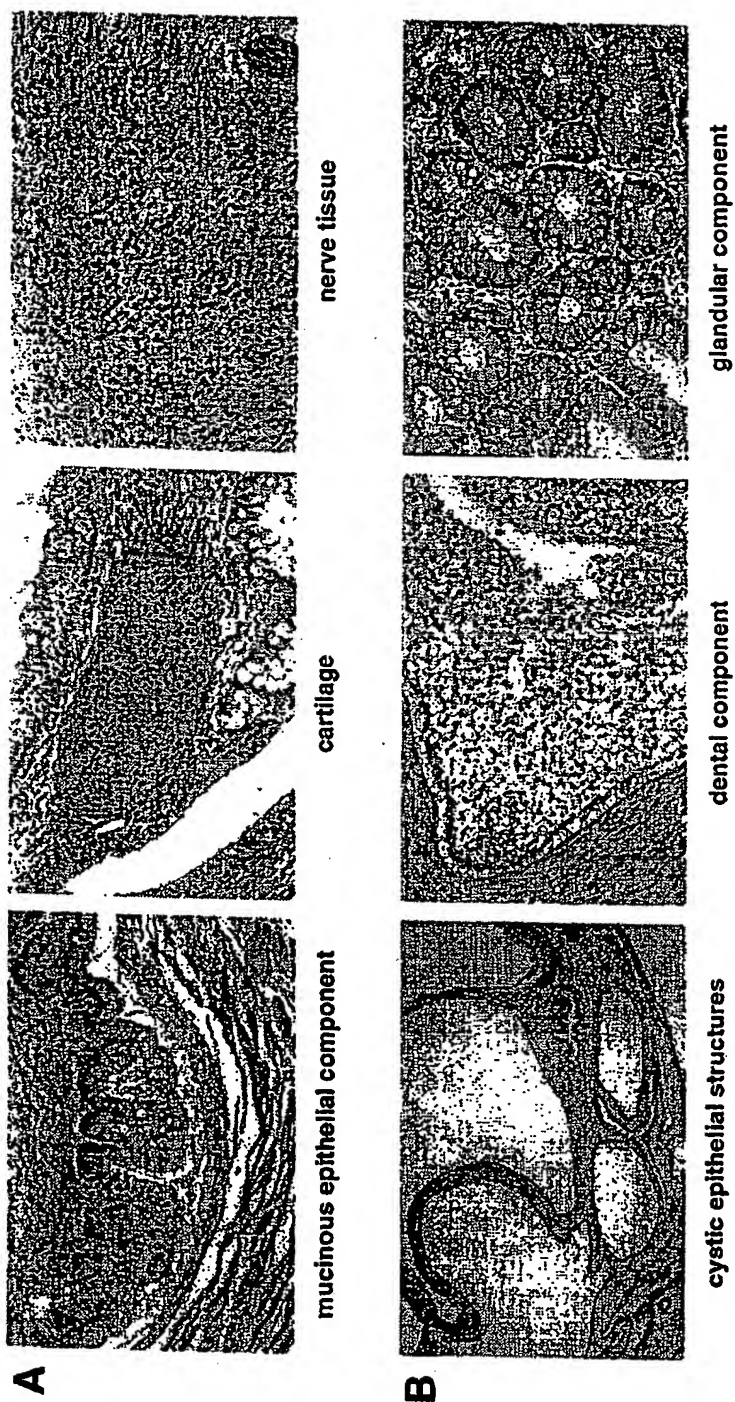 A
mucinous epithelial component
cartilage
nerve tissue
B
cystic epithelial structures
dental component
glandular component